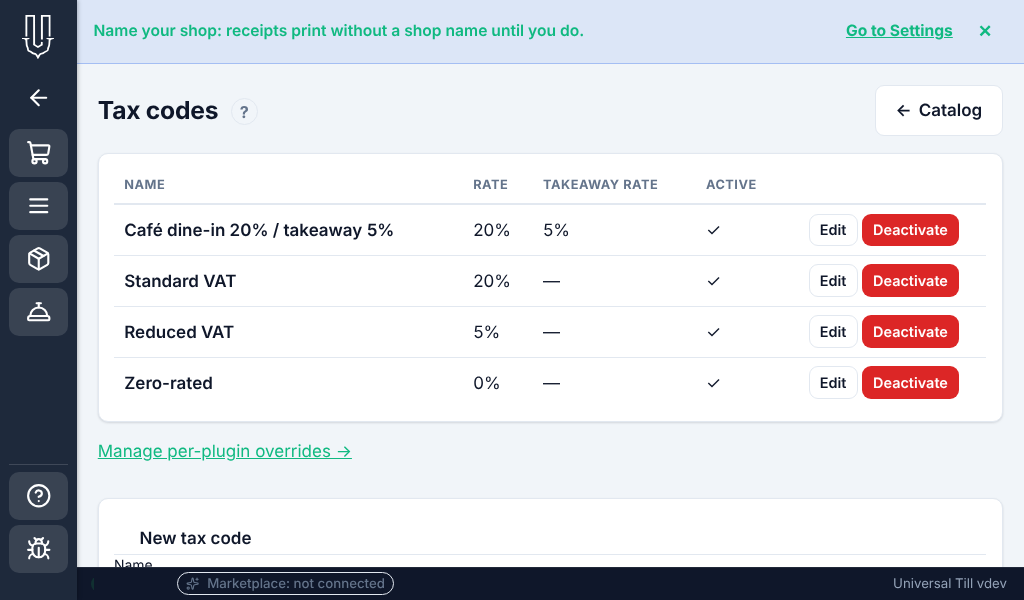 Name your shop: receipts print without a shop name until you do. Go to Settings ✕
Tax codes ? ← Catalog
NAME RATE TAKEAWAY RATE ACTIVE
Café dine-in 20% / takeaway 5% 20% 5% ✓ Edit Deactivate
Standard VAT 20% — ✓ Edit Deactivate
Reduced VAT 5% — ✓ Edit Deactivate
Zero-rated 0% — ✓ Edit Deactivate
Manage per-plugin overrides →
New tax code
Name
Marketplace: not connected Universal Till vdev